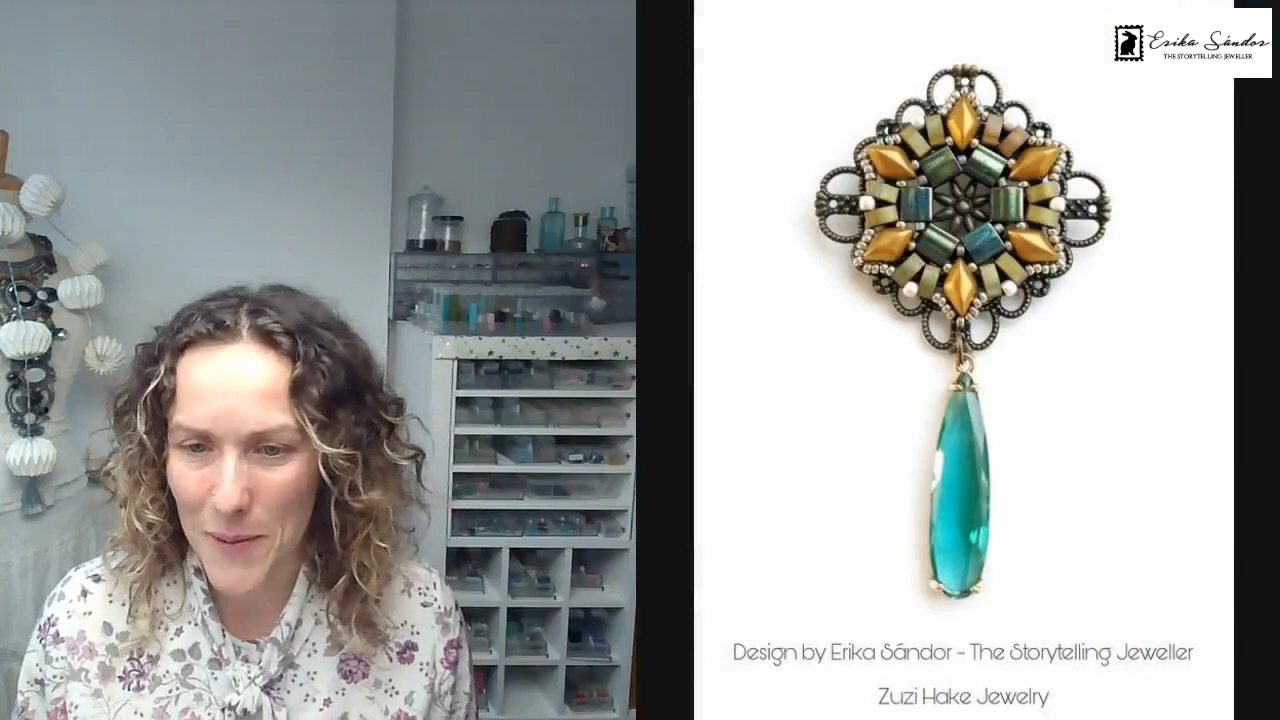 Erika Sándor
THE STORYTELLING JEWELLER
Design by Erika Sándor - The Storytelling Jeweller
Zuzi Hake Jewelry